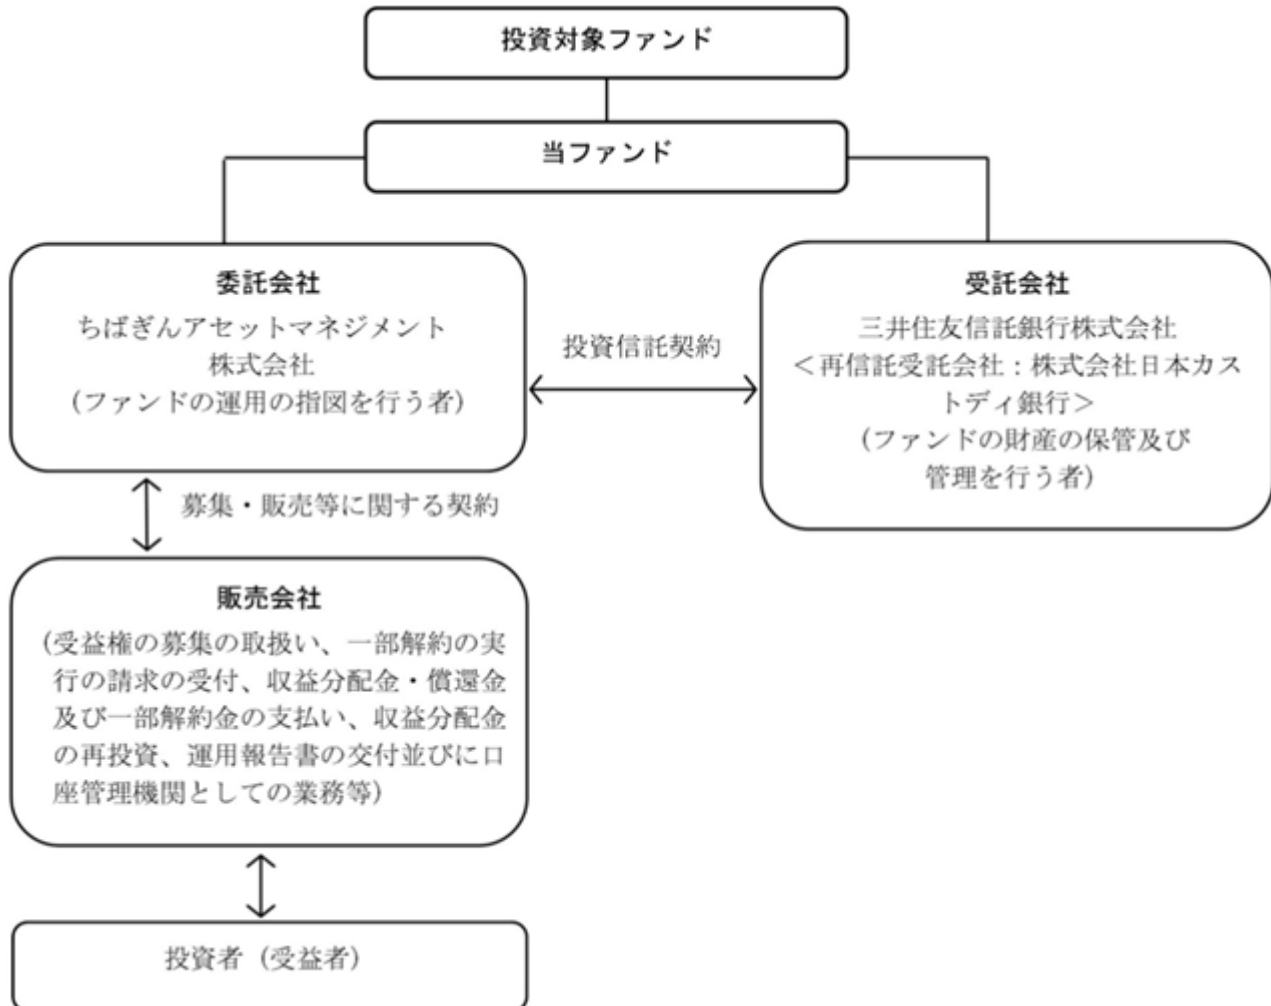 投資対象ファンド
当ファンド
委託会社
ちばぎんアセットマネジメント
株式会社
(ファンドの運用の指図を行う者)
投資信託契約
受託会社
三井住友信託銀行株式会社
＜再信託受託会社：株式会社日本カス
トディ銀行＞
(ファンドの財産の保管及び
管理を行う者)
募集・販売等に関する契約
販売会社
(受益権の募集の取扱い、一部解約の実
行の請求の受付、収益分配金・償還金
及び一部解約金の支払い、収益分配金
の再投資、運用報告書の交付並びに口
座管理機関としての業務等)
投資者（受益者）